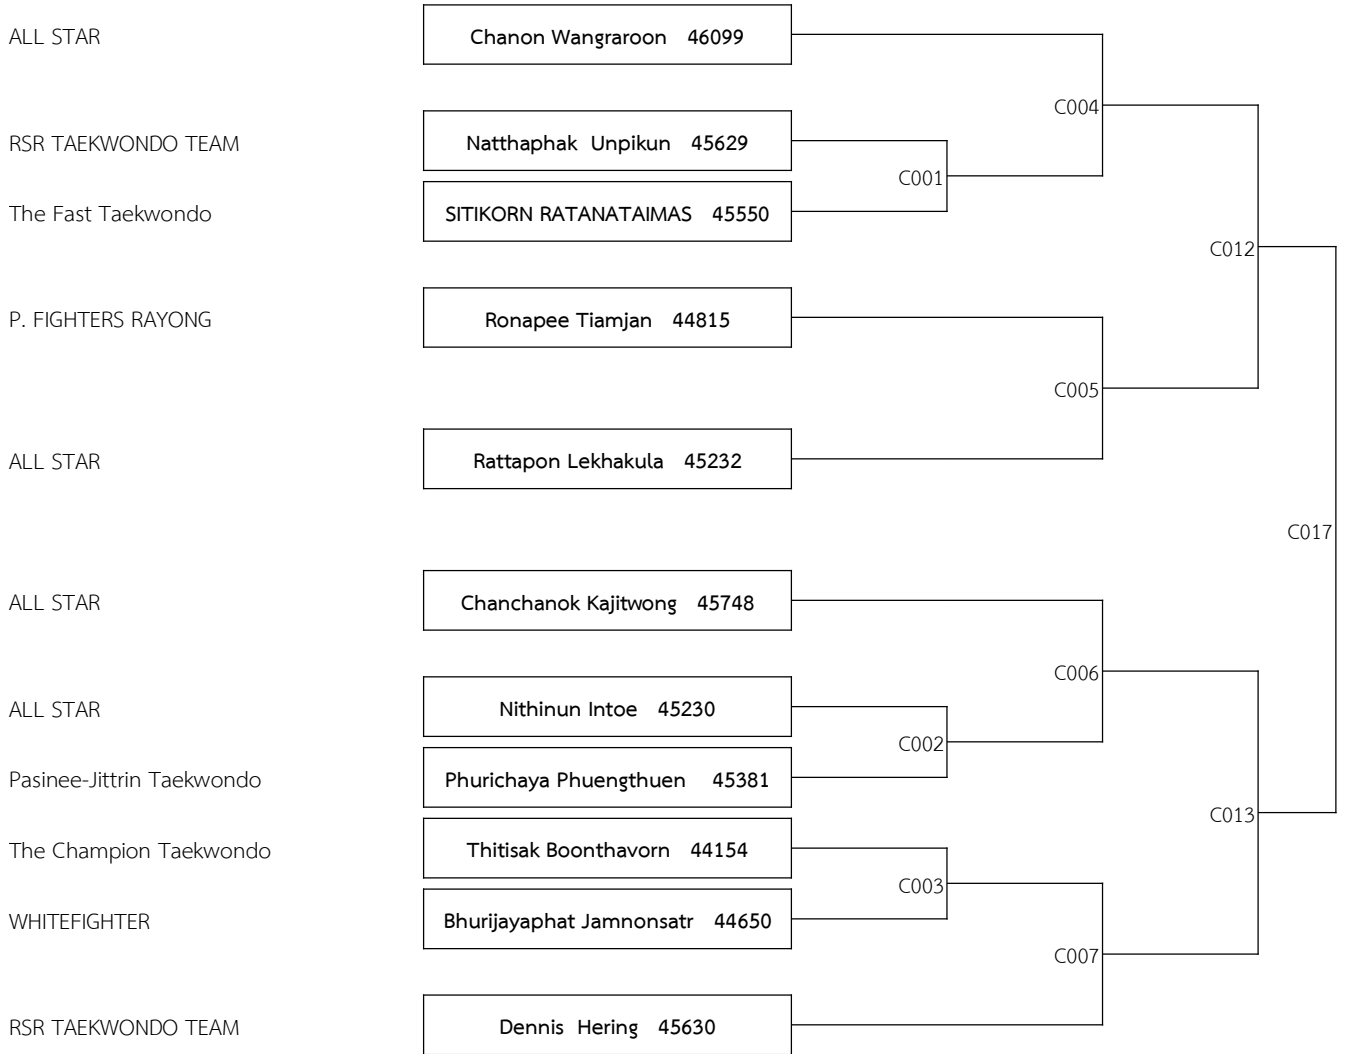 ALL STAR Chanon Wangraroon 46099
C004
RSR TAEKWONDO TEAM Natthaphak Unpikun 45629
C001
The Fast Taekwondo SITIKORN RATANATAIMAS 45550
C012
P. FIGHTERS RAYONG Ronapee Tiamjan 44815
C005
ALL STAR Rattapon Lekhakula 45232
C017
ALL STAR Chanchanok Kajitwong 45748
C006
ALL STAR Nithinun Intoe 45230
C002
Pasinee-Jittrin Taekwondo Phurichaya Phuengthuen 45381
C013
The Champion Taekwondo Thitisak Boonthavorn 44154
C003
WHITEFIGHTER Bhurijayaphat Jamnonsatr 44650
C007
RSR TAEKWONDO TEAM Dennis Hering 45630